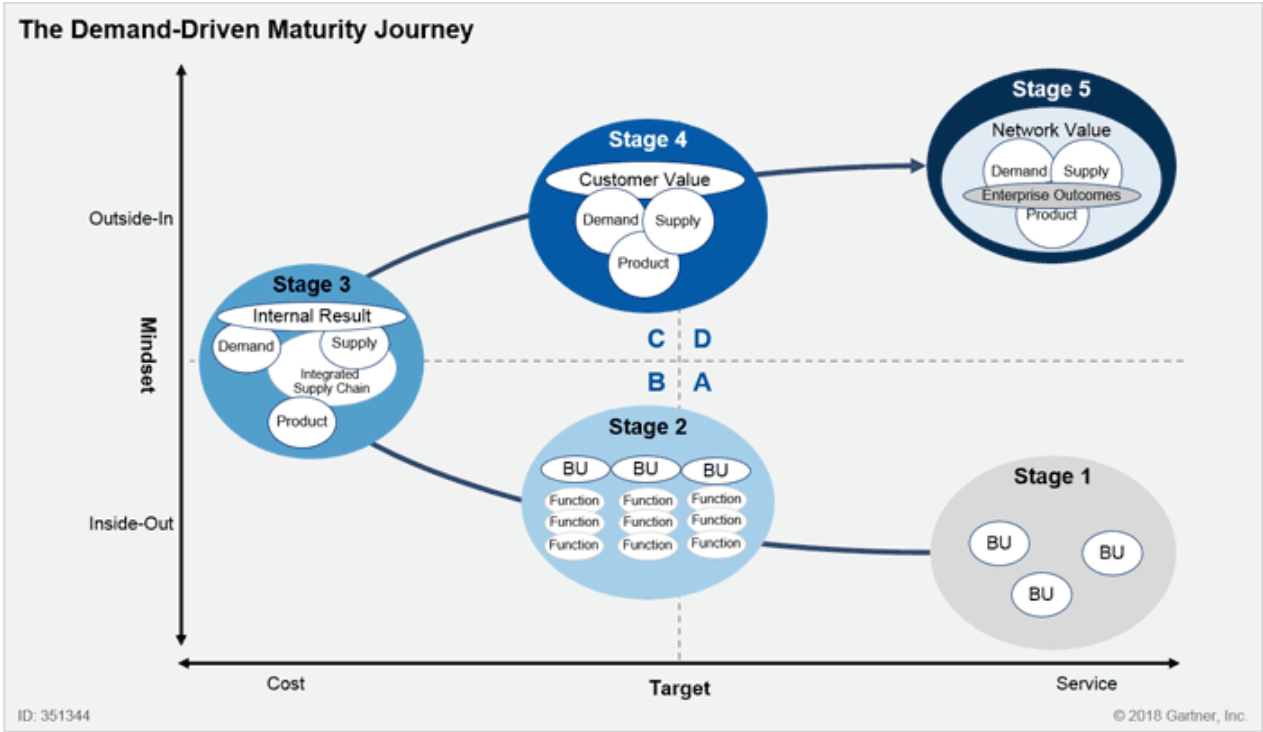 The Demand-Driven Maturity Journey
Stage 5
Network Value
Demand Supply
Enterprise Outcomes
Product
Stage 4
Customer Value
Demand Supply
Product
Outside-In
Stage 3
Internal Result
Demand Supply
Integrated
Supply Chain
Product
Mindset
C D
B A
Stage 2
BU BU BU
Function Function Function
Function Function Function
Function Function Function
Stage 1
BU BU
BU
Inside-Out
Cost Target Service
ID: 351344 © 2018 Gartner, Inc.